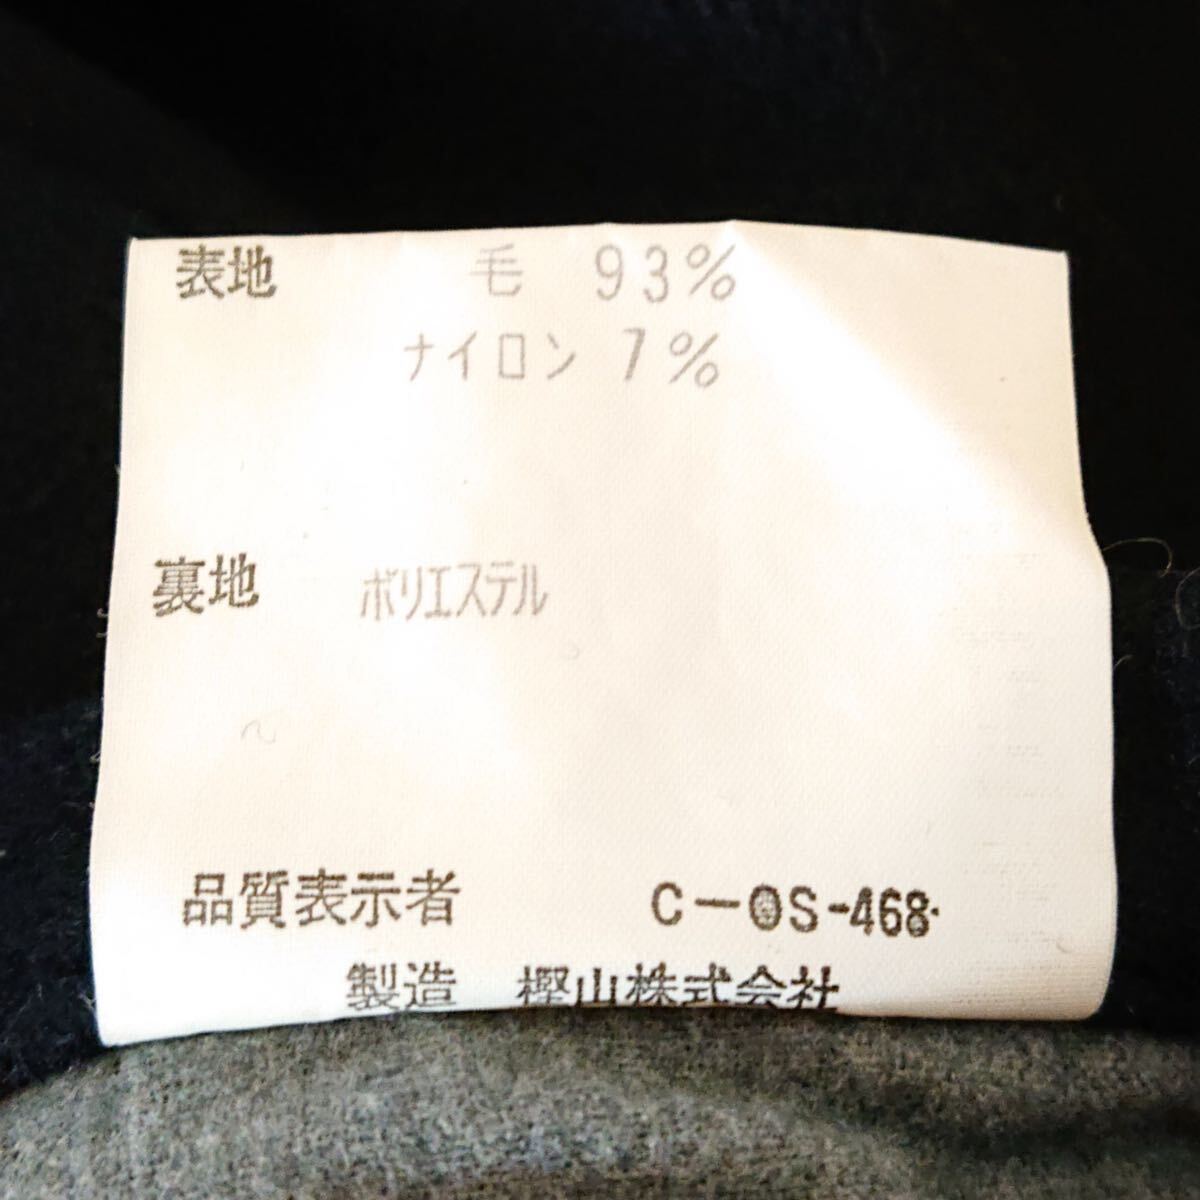 表地 毛 93%
ナイロン 7%
裏地 ポリエステル
品質表示者 C-OS-468
製造 樫山株式会社